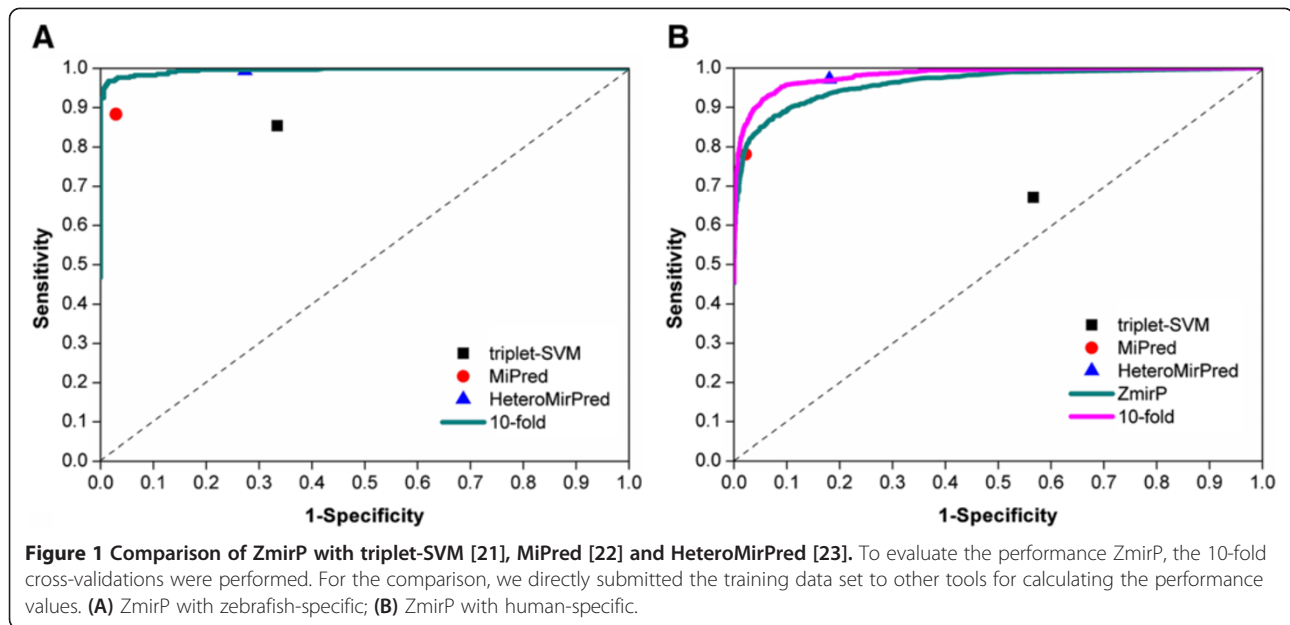 A
1.0
0.9
0.8
0.7
0.6
0.5
0.4
0.3
0.2
0.1
0.0
Sensitivity
triplet-SVM
MiPred
HeteroMirPred
10-fold
0.0 0.1 0.2 0.3 0.4 0.5 0.6 0.7 0.8 0.9 1.0
1-Specificity
B
1.0
0.9
0.8
0.7
0.6
0.5
0.4
0.3
0.2
0.1
0.0
Sensitivity
triplet-SVM
MiPred
HeteroMirPred
ZmirP
10-fold
0.0 0.1 0.2 0.3 0.4 0.5 0.6 0.7 0.8 0.9 1.0
1-Specificity
Figure 1 Comparison of ZmirP with triplet-SVM [21], MiPred [22] and HeteroMirPred [23]. To evaluate the performance ZmirP, the 10-fold
cross-validations were performed. For the comparison, we directly submitted the training data set to other tools for calculating the performance
values. (A) ZmirP with zebrafish-specific; (B) ZmirP with human-specific.